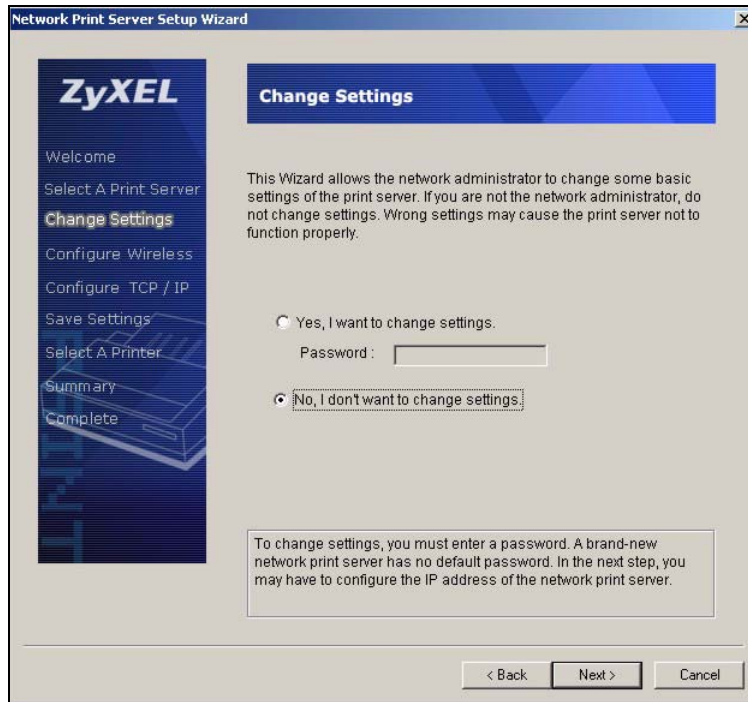 Network Print Server Setup Wizard
ZyXEL
Change Settings
Welcome
Select A Print Server
Change Settings
Configure Wireless
Configure TCP / IP
Save Settings
Select A Printer
Summary
Complete
PRINT
This Wizard allows the network administrator to change some basic
settings of the print server. If you are not the network administrator, do
not change settings. Wrong settings may cause the print server not to
function properly.
Yes, I want to change settings.
Password :
No, I don't want to change settings.
To change settings, you must enter a password. A brand-new
network print server has no default password. In the next step, you
may have to configure the IP address of the network print server.
< Back
Next >
Cancel